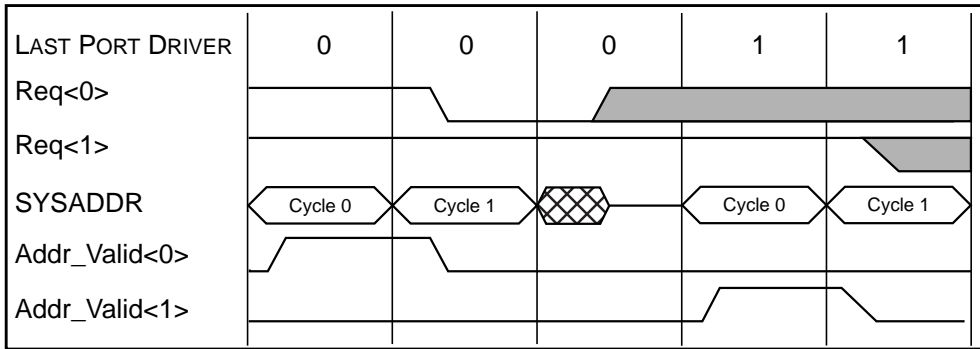 LAST PORT DRIVER 0 0 0 1 1
Req<0>
Req<1>
SYSADDR Cycle 0 Cycle 1 Cycle 0 Cycle 1
Addr_Valid<0>
Addr_Valid<1>